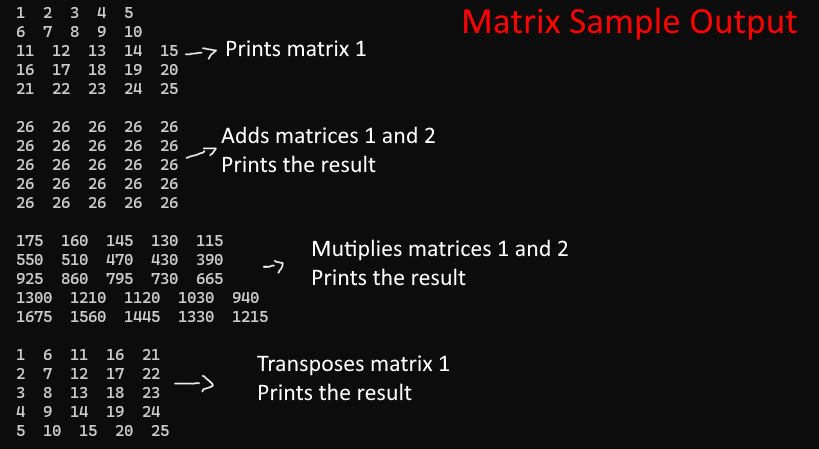 Matrix Sample Output
1  2  3  4  5
6  7  8  9  10
11  12  13  14  15
16  17  18  19  20
21  22  23  24  25
Prints matrix 1
26  26  26  26  26
26  26  26  26  26
26  26  26  26  26
26  26  26  26  26
26  26  26  26  26
Adds matrices 1 and 2
Prints the result
175  160  145  130  115
550  510  470  430  390
925  860  795  730  665
1300  1210  1120  1030  940
1675  1560  1445  1330  1215
Mutiplies matrices 1 and 2
Prints the result
1  6  11  16  21
2  7  12  17  22
3  8  13  18  23
4  9  14  19  24
5  10  15  20  25
Transposes matrix 1
Prints the result